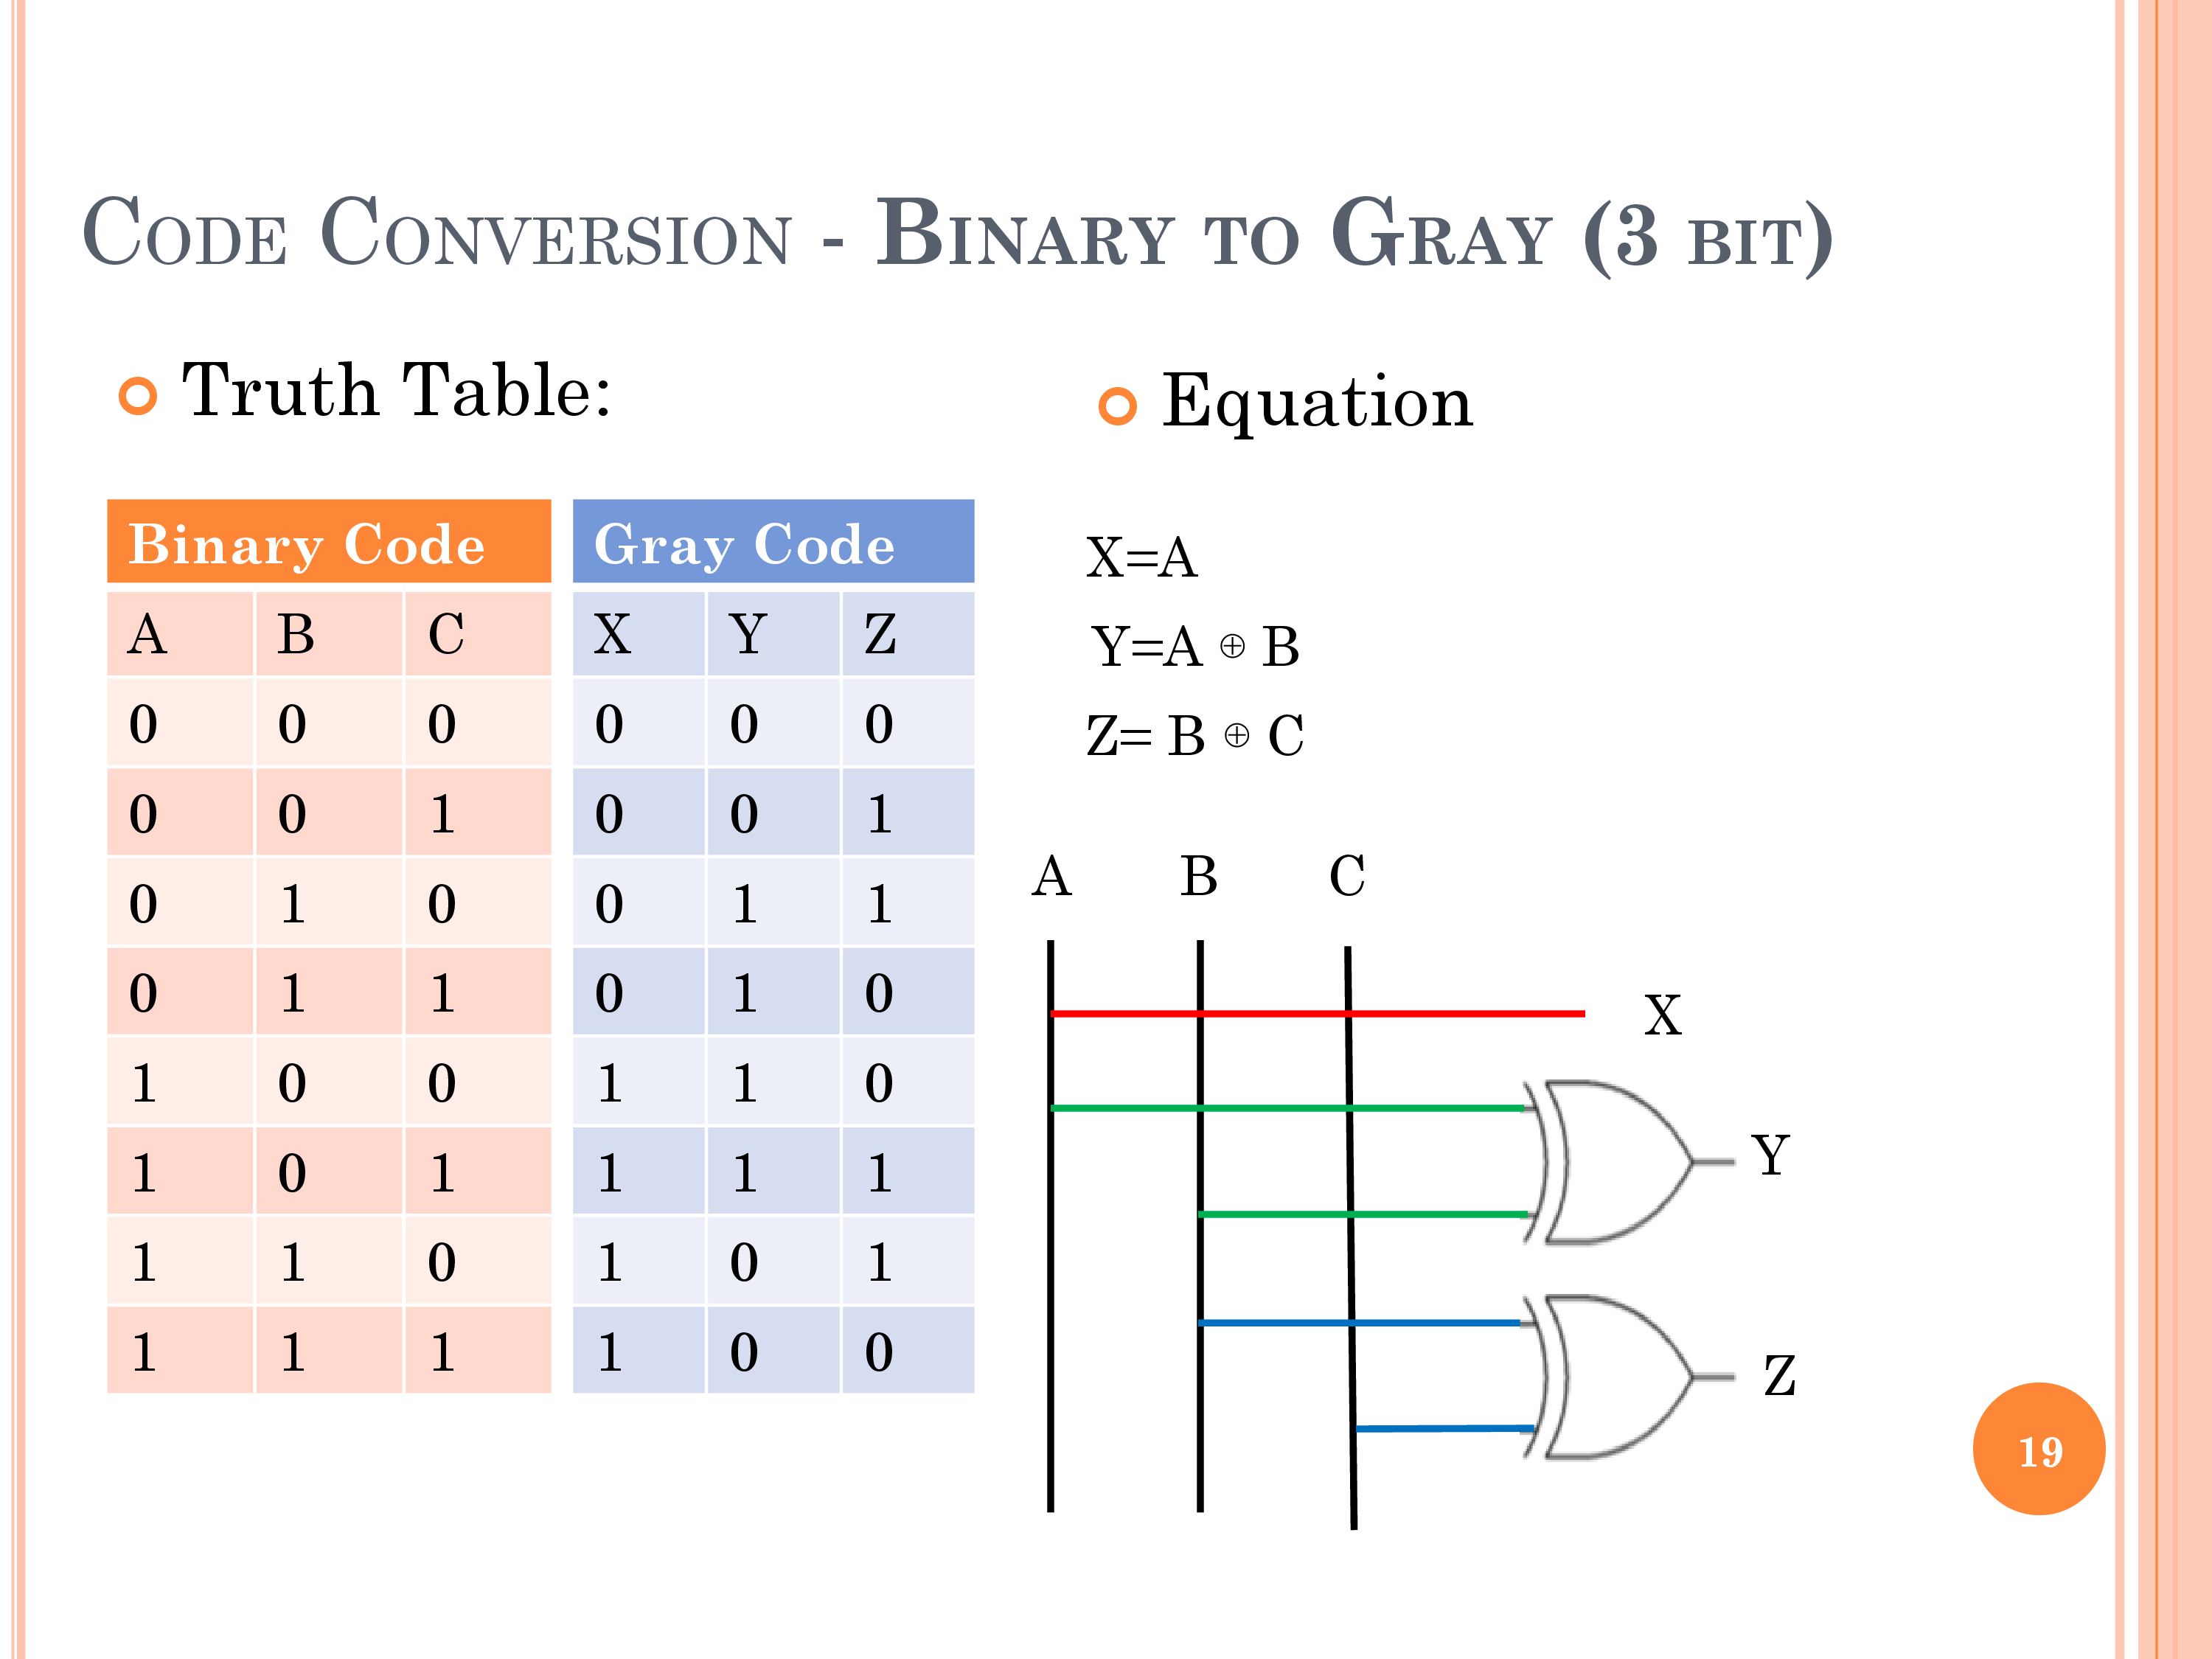 Code Conversion - Binary to Gray (3 bit)
Truth Table:
Binary Code Gray Code
A B C X Y Z
0 0 0 0 0 0
0 0 1 0 0 1
0 1 0 0 1 1
0 1 1 0 1 0
1 0 0 1 1 0
1 0 1 1 1 1
1 1 0 1 0 1
1 1 1 1 0 0
Equation
X=A
Y=A ⊕ B
Z= B ⊕ C
A B C
X
Y
Z
19